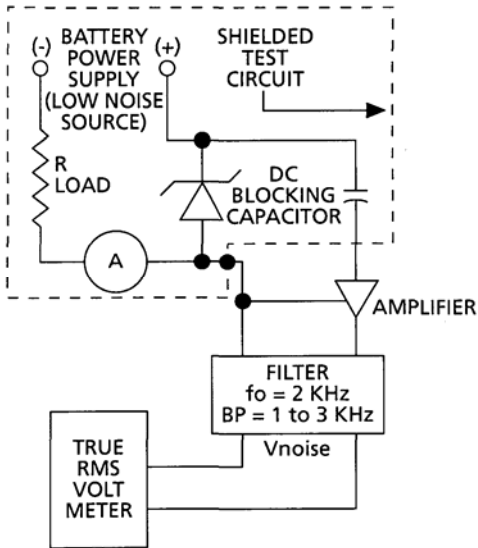 (-)
BATTERY
POWER
SUPPLY
(LOW NOISE
SOURCE)
(+)
SHIELDED
TEST
CIRCUIT
R
LOAD
DC
BLOCKING
CAPACITOR
A
AMPLIFIER
FILTER
fo = 2 KHz
BP = 1 to 3 KHz
Vnoise
TRUE
RMS
VOLT
METER